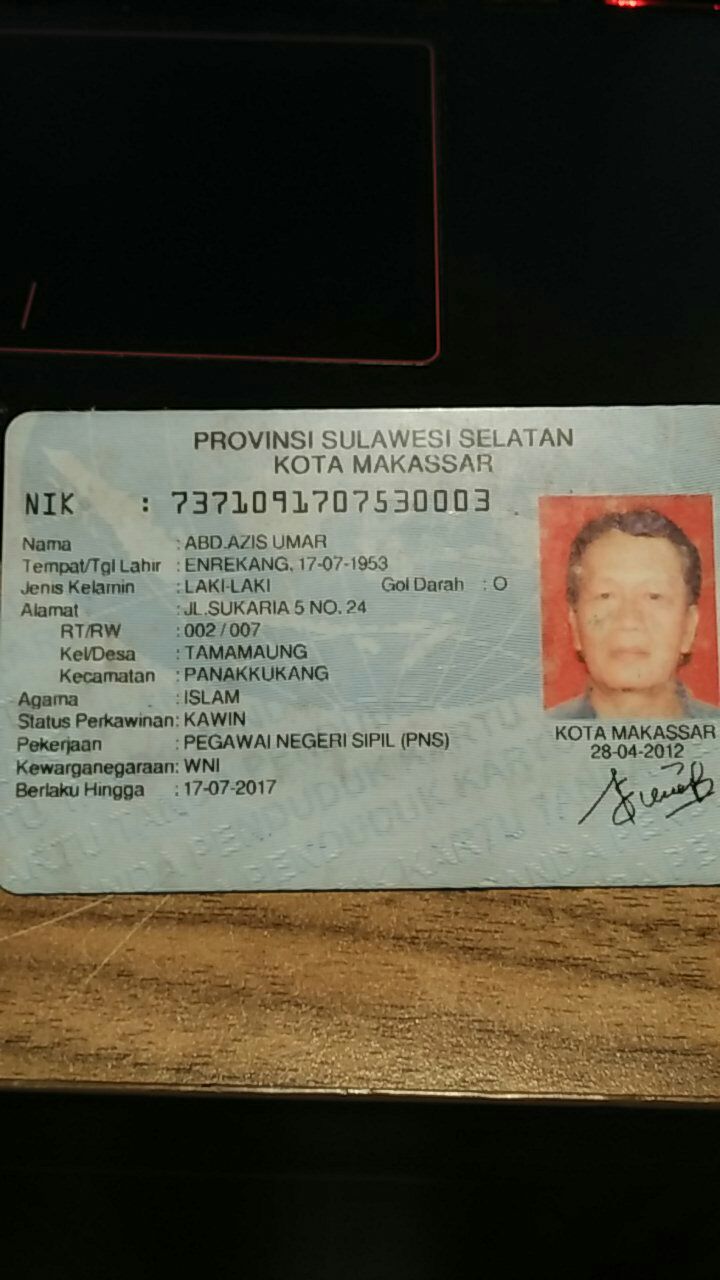 PROVINSI SULAWESI SELATAN
KOTA MAKASSAR
NIK : 7371091707530003
Nama : ABD.AZIS UMAR
Tempat/Tgl Lahir : ENREKANG, 17-07-1953
Jenis Kelamin : LAKI-LAKI Gol Darah : O
Alamat : JL.SUKARIA 5 NO. 24
RT/RW : 002 / 007
Kel/Desa : TAMAMAUNG
Kecamatan : PANAKKUKANG
Agama : ISLAM
Status Perkawinan: KAWIN
Pekerjaan : PEGAWAI NEGERI SIPIL (PNS)
Kewarganegaraan: WNI
Berlaku Hingga : 17-07-2017
KOTA MAKASSAR
28-04-2012